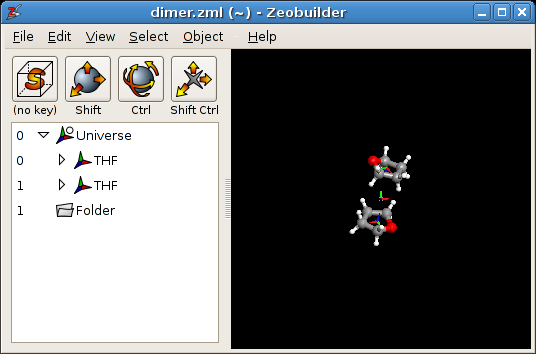 dimer.zml (~) - Zeobuilder
File Edit View Select Object Help
(no key) Shift Ctrl Shift Ctrl
0 Universe
0 THF
1 THF
1 Folder